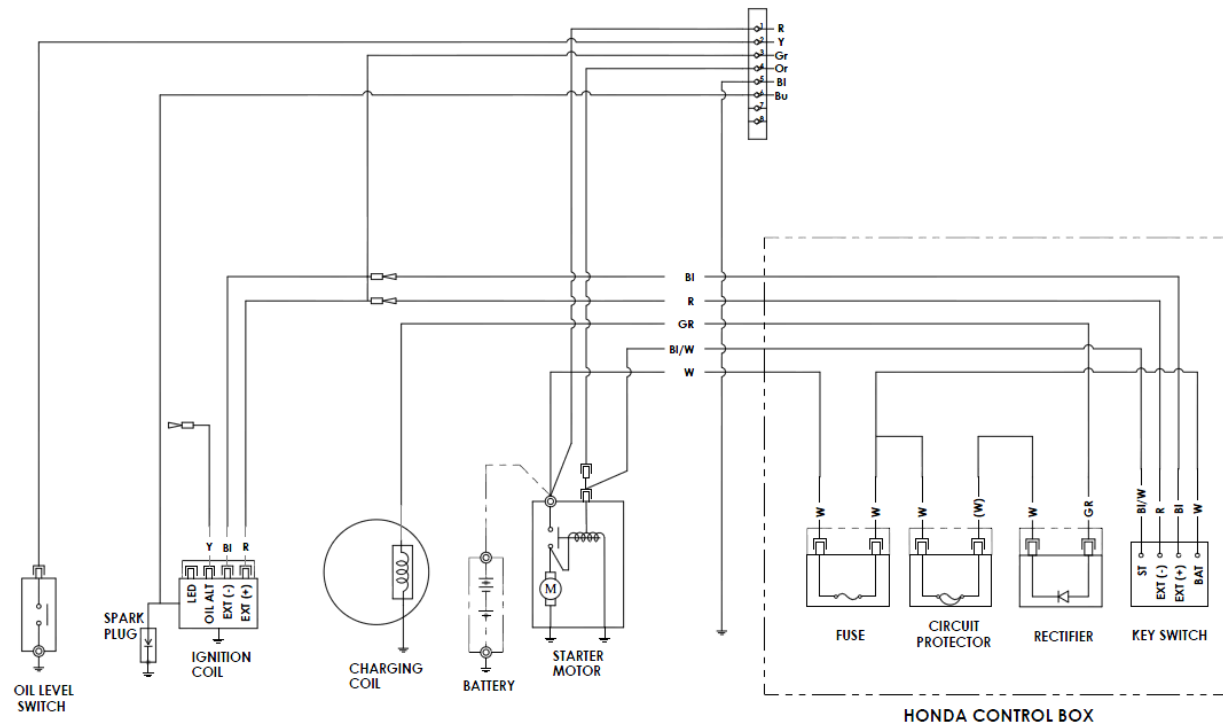 1 R
2 Y
3 Gr
4 Or
5 Bl
6 Bu
7
8
Bl
R
GR
Bl/W
W
Y Bl R
LED
OIL ALT
EXT (-)
EXT (+)
SPARK
PLUG
IGNITION
COIL
OIL LEVEL
SWITCH
CHARGING
COIL
BATTERY
M
STARTER
MOTOR
W
W
W
(W)
W
GR
Bl/W
R
Bl
W
ST
EXT (-)
EXT (+)
BAT
FUSE
CIRCUIT
PROTECTOR
RECTIFIER
KEY SWITCH
HONDA CONTROL BOX